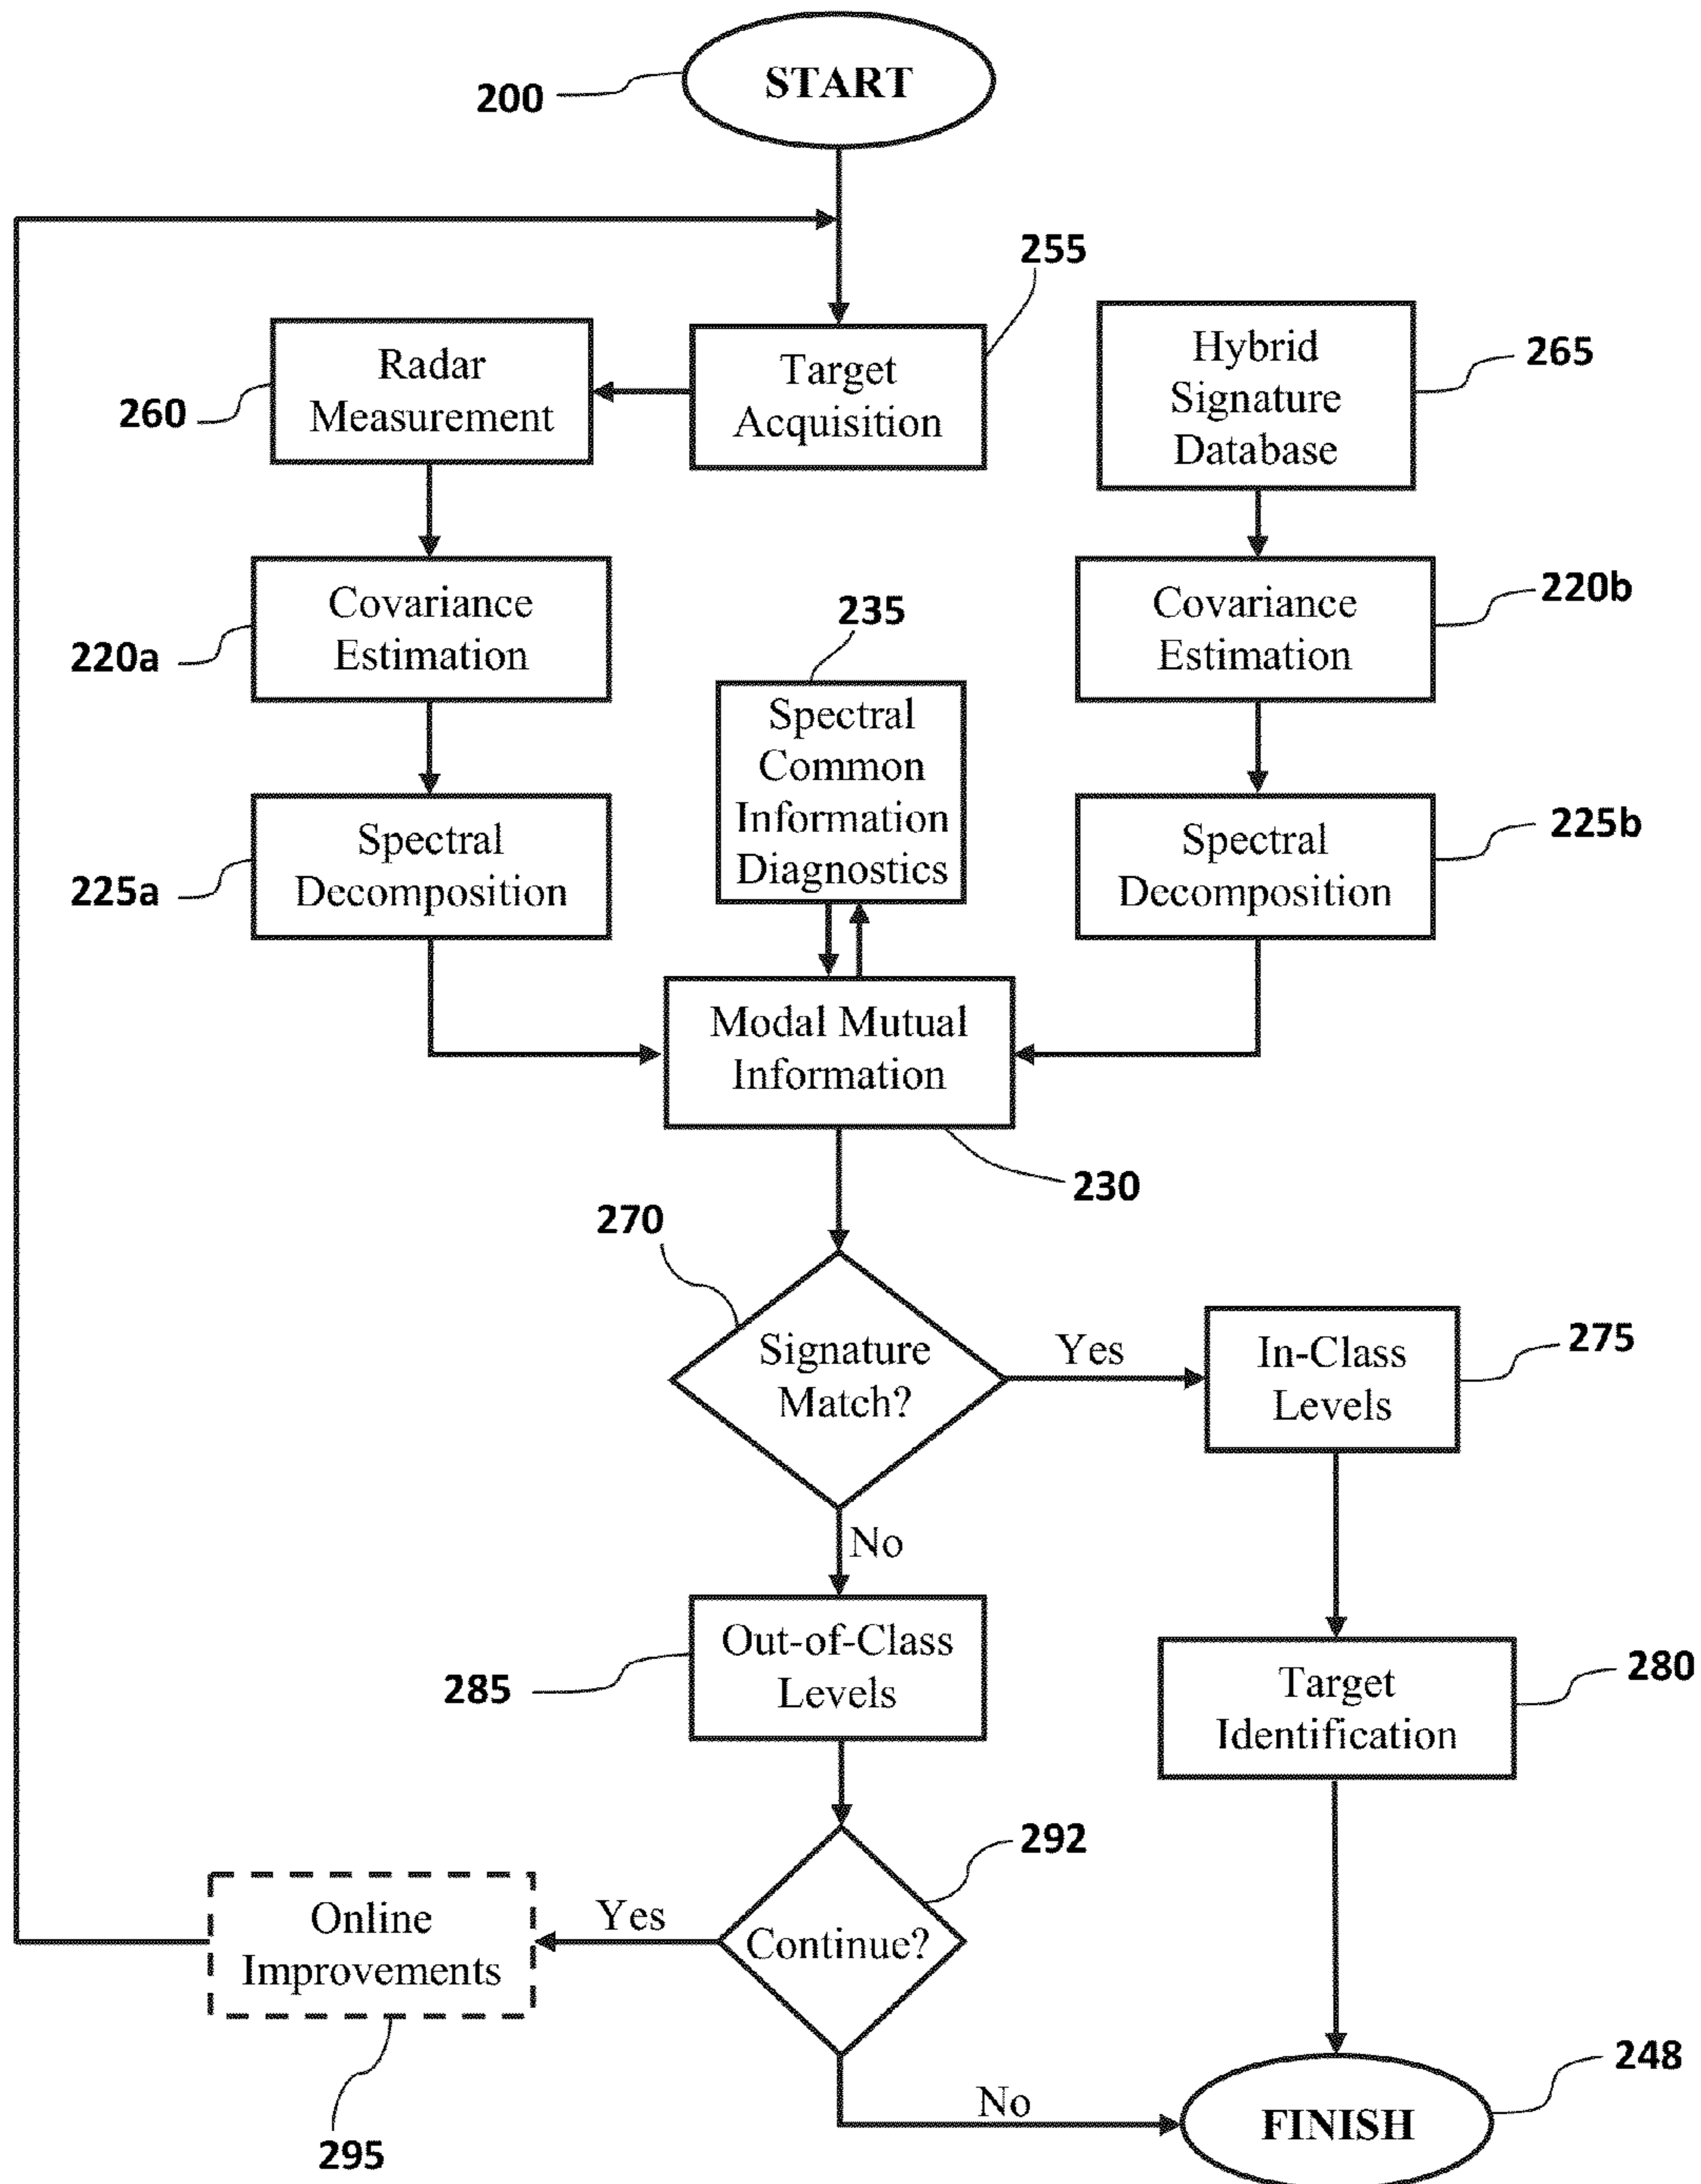 START
200
255
Radar
Measurement
260
Target
Acquisition
Hybrid
Signature
Database
265
Covariance
Estimation
220a
235
Covariance
Estimation
220b
Spectral
Common
Information
Diagnostics
Spectral
Decomposition
225a
Spectral
Decomposition
225b
Modal Mutual
Information
230
270
Signature
Match?
Yes
In-Class
Levels
275
No
Out-of-Class
Levels
285
Target
Identification
280
292
Continue?
Yes
Online
Improvements
295
No
FINISH
248